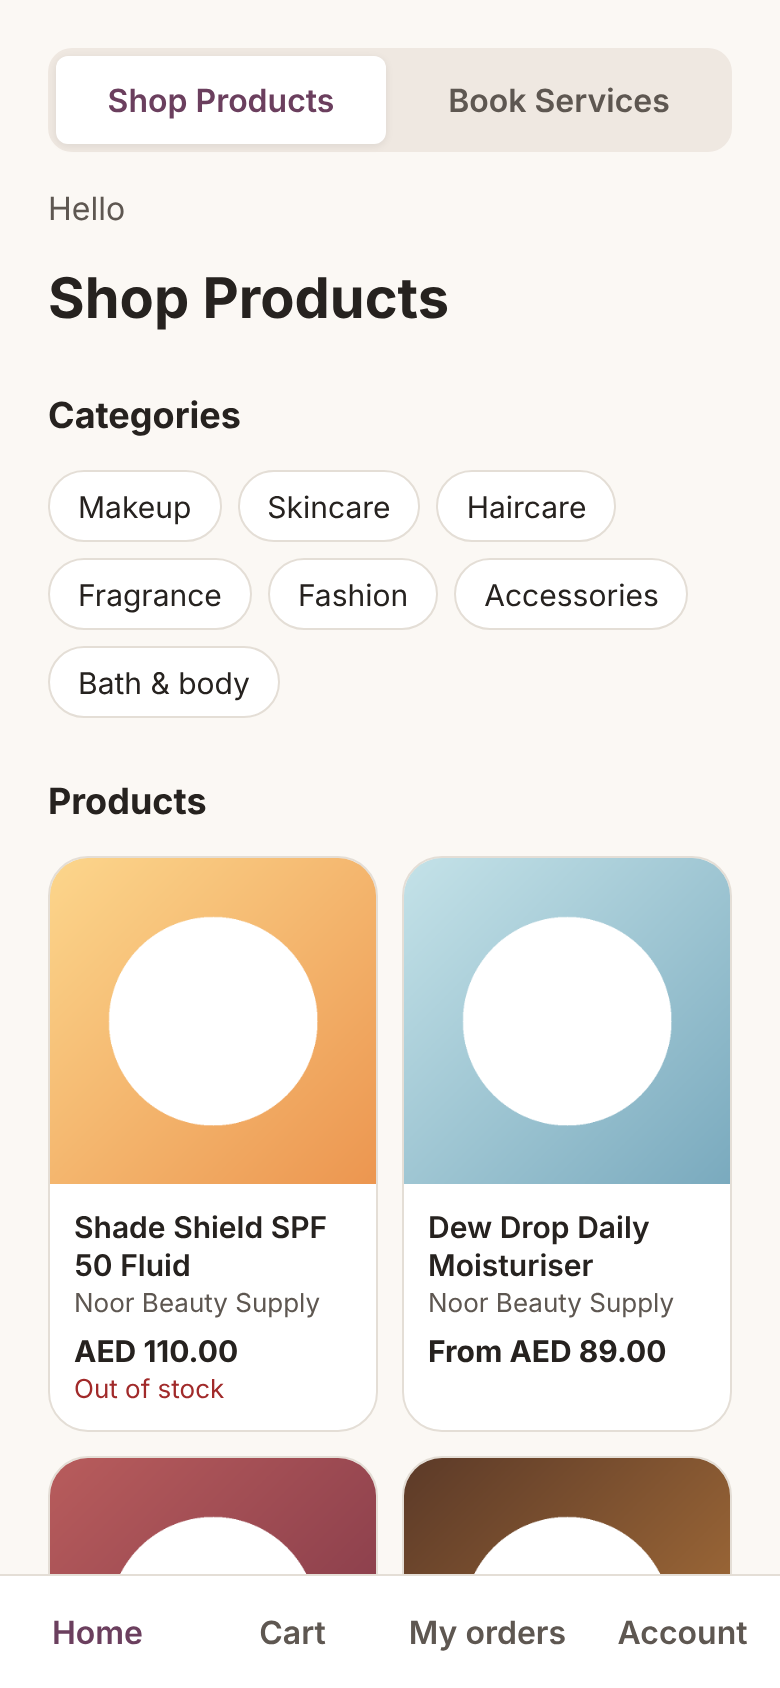 Shop Products
Book Services
Hello
Shop Products
Categories
Makeup
Skincare
Haircare
Fragrance
Fashion
Accessories
Bath & body
Products
Shade Shield SPF
50 Fluid
Noor Beauty Supply
AED 110.00
Out of stock
Dew Drop Daily
Moisturiser
Noor Beauty Supply
From AED 89.00
Home
Cart
My orders
Account